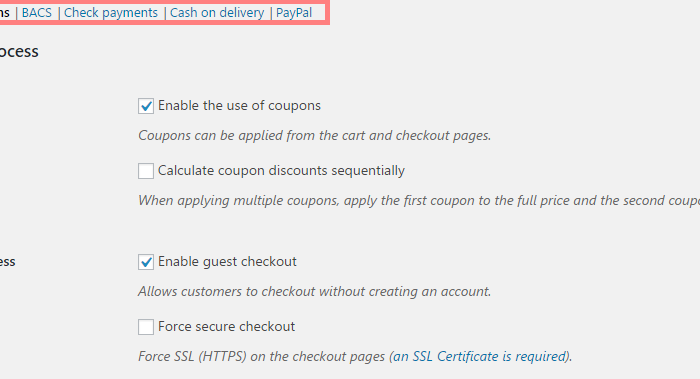 ns | BACS | Check payments | Cash on delivery | PayPal
ocess
Enable the use of coupons
Coupons can be applied from the cart and checkout pages.
Calculate coupon discounts sequentially
When applying multiple coupons, apply the first coupon to the full price and the second coupo
ess
Enable guest checkout
Allows customers to checkout without creating an account.
Force secure checkout
Force SSL (HTTPS) on the checkout pages (an SSL Certificate is required).